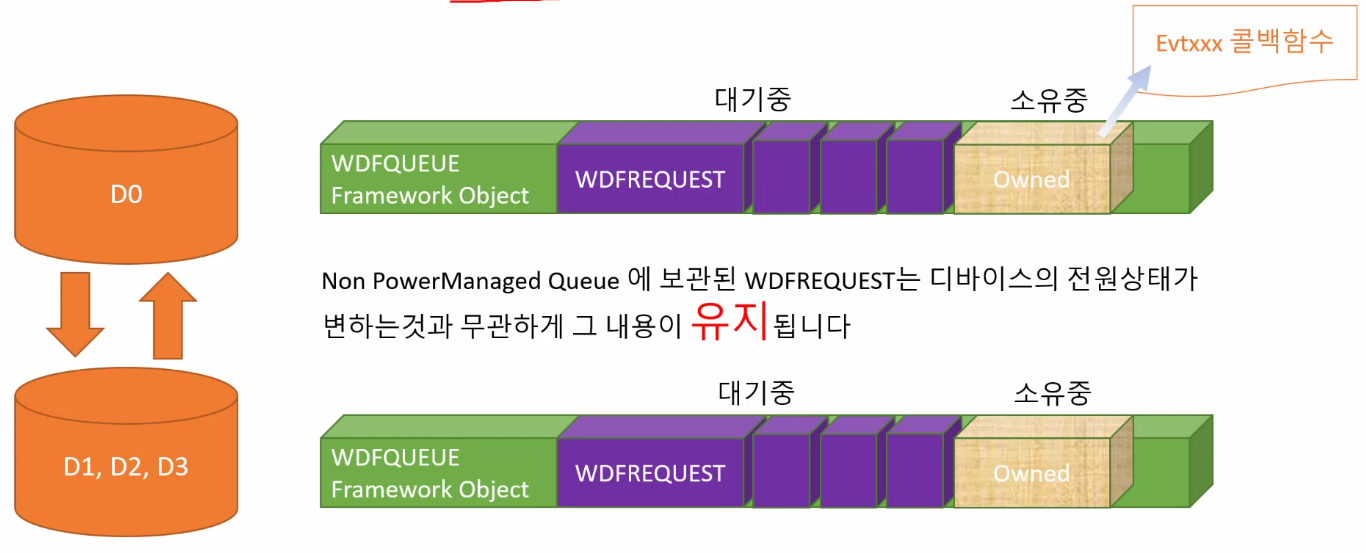 Evtxxx 콜백함수
대기중
소유중
D0
WDFQUEUE
Framework Object
WDFREQUEST
Owned
Non PowerManaged Queue 에 보관된 WDFREQUEST는 디바이스의 전원상태가
변하는것과 무관하게 그 내용이 유지됩니다
대기중
소유중
D1, D2, D3
WDFQUEUE
Framework Object
WDFREQUEST
Owned